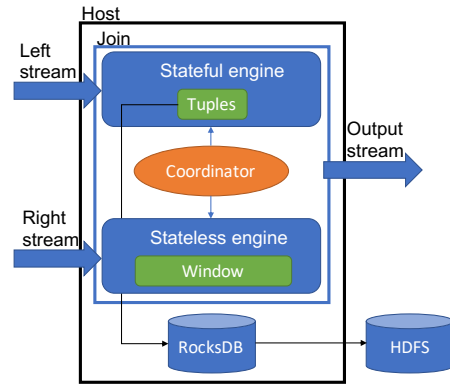 Host
Join
Left
stream
Stateful engine
Tuples
Output
stream
Coordinator
Right
stream
Stateless engine
Window
RocksDB
HDFS